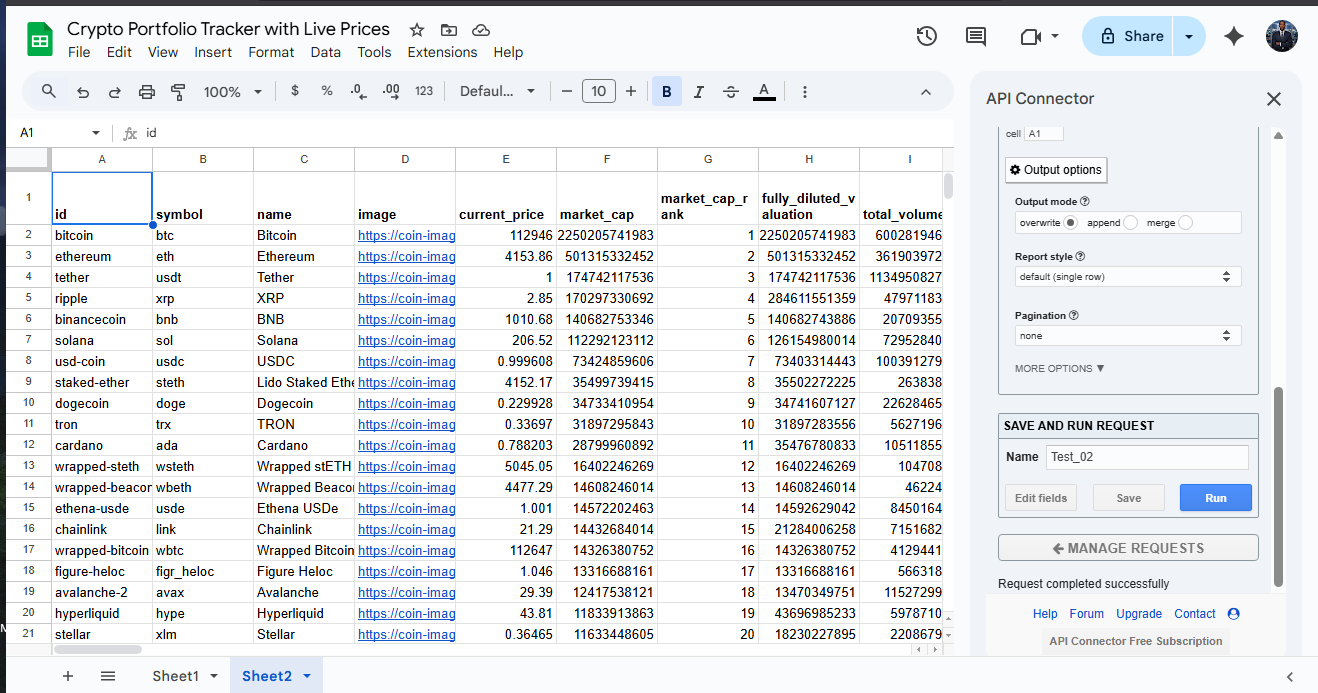 Crypto Portfolio Tracker with Live Prices
File Edit View Insert Format Data Tools Extensions Help
Share
100% $ % .0 .00 123 Defaul... 10 B I A
A1 fx id
A B C D E F G H I
1 id symbol name image current_price market_cap market_cap_rank fully_diluted_valuation total_volume
2 bitcoin btc Bitcoin https://coin-imag 112946 2250205741983 1 2250205741983 600281946
3 ethereum eth Ethereum https://coin-imag 4153.86 501315332452 2 501315332452 361903972
4 tether usdt Tether https://coin-imag 1 174742117536 3 174742117536 1134950827
5 ripple xrp XRP https://coin-imag 2.85 170297330692 4 284611551359 47971183
6 binancecoin bnb BNB https://coin-imag 1010.68 140682753346 5 140682743886 20709355
7 solana sol Solana https://coin-imag 206.52 112292123112 6 126154980014 72952840
8 usd-coin usdc USDC https://coin-imag 0.999608 73424859606 7 73403314443 100391279
9 staked-ether steth Lido Staked Ethe https://coin-imag 4152.17 35499739415 8 35502272225 263838
10 dogecoin doge Dogecoin https://coin-imag 0.229928 34733410954 9 34741607127 22628465
11 tron trx TRON https://coin-imag 0.33697 31897295843 10 31897283556 5627196
12 cardano ada Cardano https://coin-imag 0.788203 28799960892 11 35476780833 10511855
13 wrapped-steth wsteth Wrapped stETH https://coin-imag 5045.05 16402246269 12 16402246269 104708
14 wrapped-beacon wbeth Wrapped Beacon https://coin-imag 4477.29 14608246014 13 14608246014 46224
15 ethena-usde usde Ethena USDe https://coin-imag 1.001 14572202463 14 14592629042 8450164
16 chainlink link Chainlink https://coin-imag 21.29 14432684014 15 21284006258 7151682
17 wrapped-bitcoin wbtc Wrapped Bitcoin https://coin-imag 112647 14326380752 16 14326380752 4129441
18 figure-heloc figr_heloc Figure Heloc https://coin-imag 1.046 13316688161 17 13316688161 566318
19 avalanche-2 avax Avalanche https://coin-imag 29.39 12417538121 18 13470349751 11527299
20 hyperliquid hype Hyperliquid https://coin-imag 43.81 11833913863 19 43696985233 5978710
21 stellar xlm Stellar https://coin-imag 0.36465 11633448605 20 18230227895 2208679
Sheet1 Sheet2
API Connector
cell A1
Output options
Output mode
overwrite append merge
Report style
default (single row)
Pagination
none
MORE OPTIONS ▼
SAVE AND RUN REQUEST
Name Test_02
Edit fields Save Run
MANAGE REQUESTS
Request completed successfully
Help Forum Upgrade Contact
API Connector Free Subscription